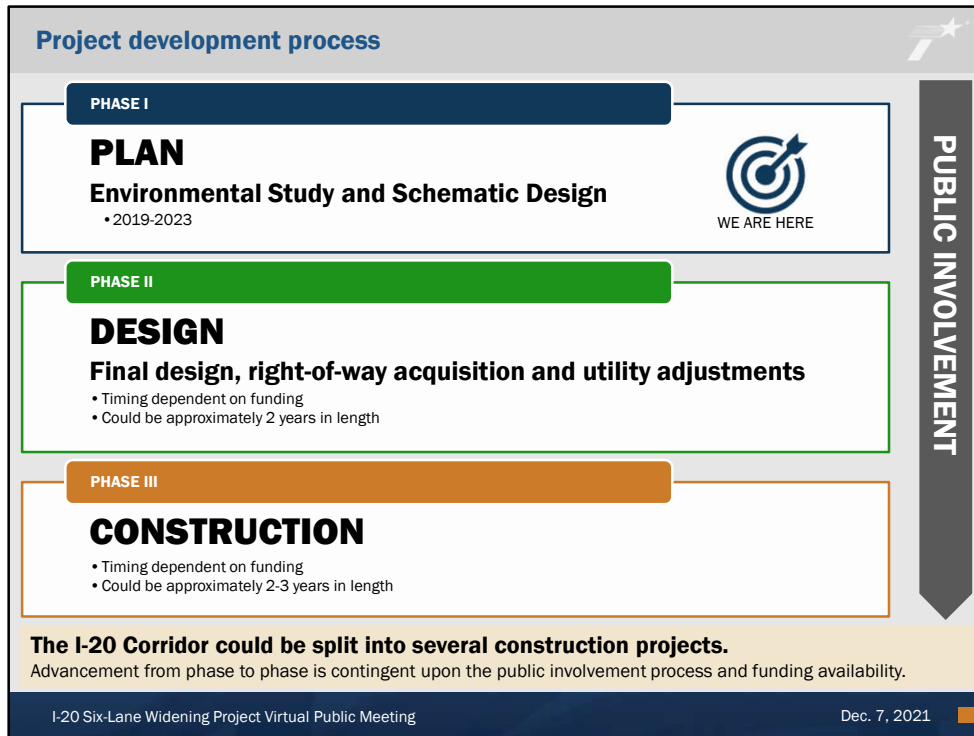 Project development process
PHASE I
PLAN
Environmental Study and Schematic Design
• 2019-2023
WE ARE HERE
PHASE II
DESIGN
Final design, right-of-way acquisition and utility adjustments
• Timing dependent on funding
• Could be approximately 2 years in length
PHASE III
CONSTRUCTION
• Timing dependent on funding
• Could be approximately 2-3 years in length
PUBLIC INVOLVEMENT
The I-20 Corridor could be split into several construction projects.
Advancement from phase to phase is contingent upon the public involvement process and funding availability.
I-20 Six-Lane Widening Project Virtual Public Meeting
Dec. 7, 2021